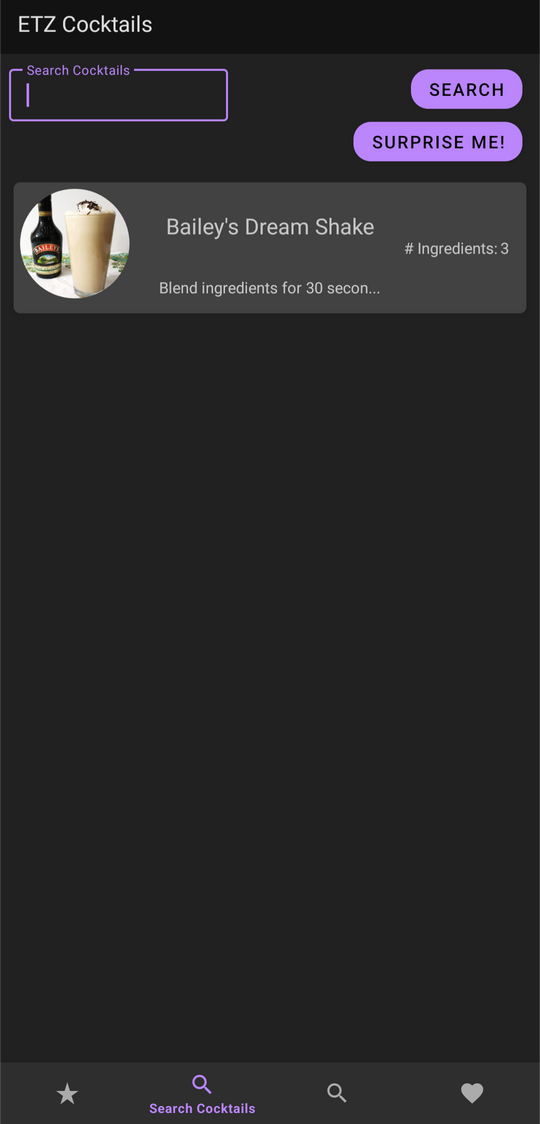 ETZ Cocktails
Search Cocktails
SEARCH
SURPRISE ME!
BAILEYS
Bailey's Dream Shake
# Ingredients: 3
Blend ingredients for 30 secon...
Search Cocktails